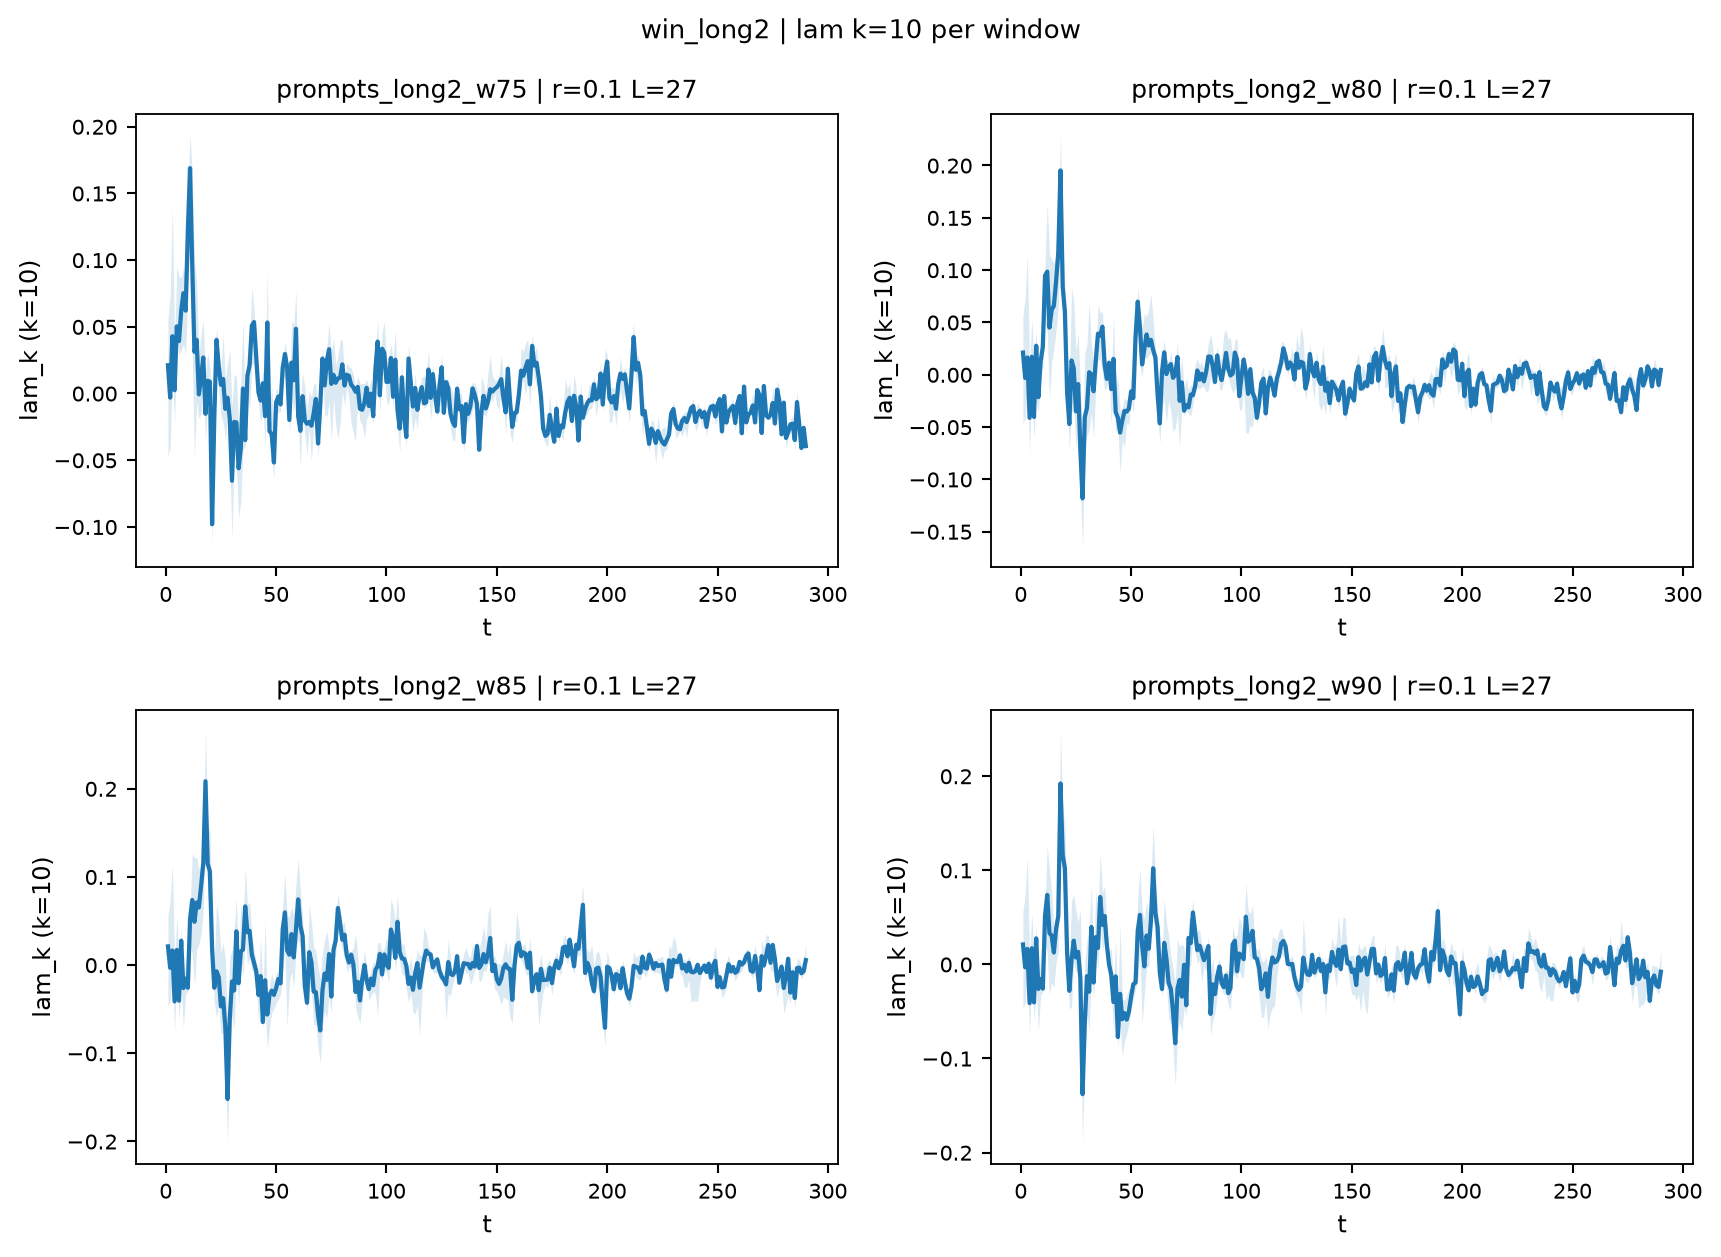 win_long2 | lam k=10 per window
prompts_long2_w75 | r=0.1 L=27
lam_k (k=10)
0.20
0.15
0.10
0.05
0.00
−0.05
−0.10
0 50 100 150 200 250 300
t
prompts_long2_w80 | r=0.1 L=27
lam_k (k=10)
0.20
0.15
0.10
0.05
0.00
−0.05
−0.10
−0.15
0 50 100 150 200 250 300
t
prompts_long2_w85 | r=0.1 L=27
lam_k (k=10)
0.2
0.1
0.0
−0.1
−0.2
0 50 100 150 200 250 300
t
prompts_long2_w90 | r=0.1 L=27
lam_k (k=10)
0.2
0.1
0.0
−0.1
−0.2
0 50 100 150 200 250 300
t